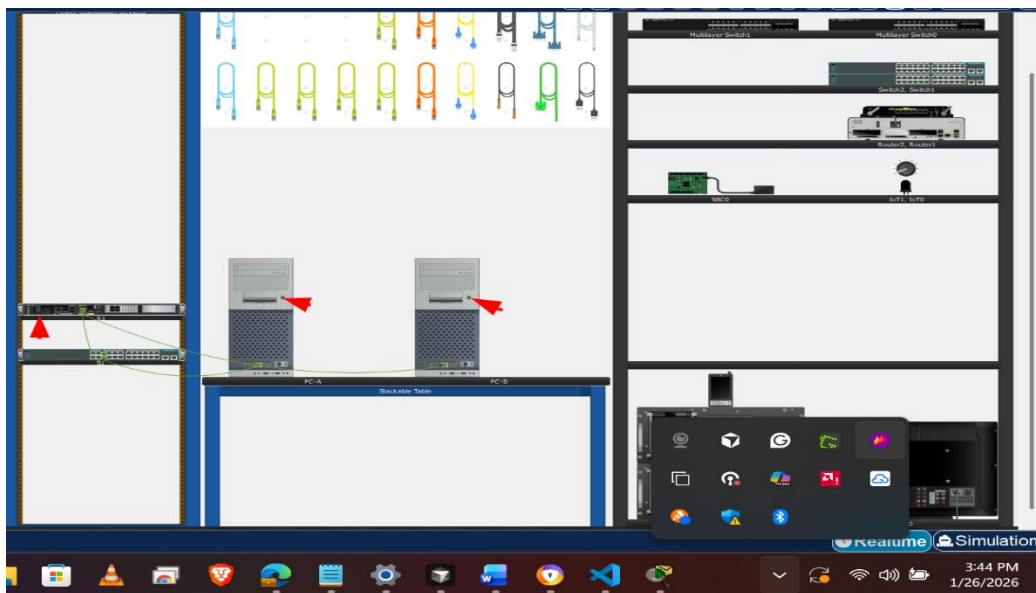 Multilayer Switch1
Multilayer Switch0
Switch2, Switch1
Router2, Router1
SBC0
IoT1, IoT0
R1
PC-A
PC-B
Stackable Table
Realtime
Simulation
3:44 PM
1/26/2026